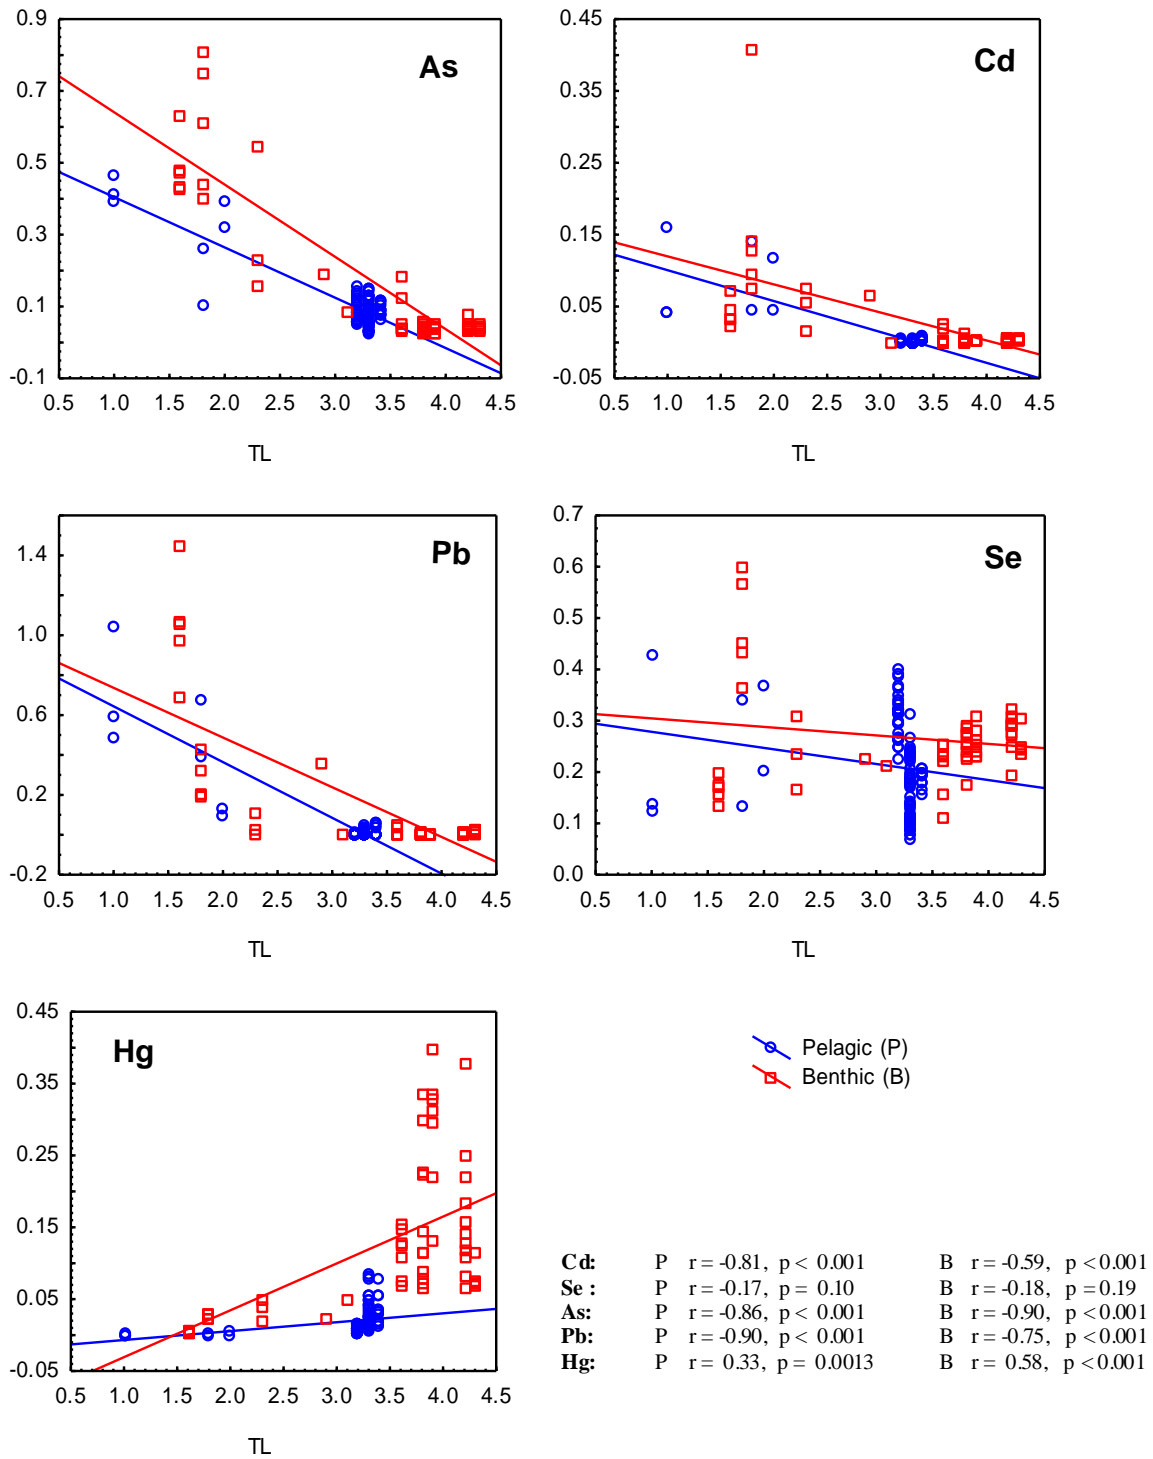 As
0.9
0.7
0.5
0.3
0.1
-0.1
0.5 1.0 1.5 2.0 2.5 3.0 3.5 4.0 4.5
TL
Cd
0.45
0.35
0.25
0.15
0.05
-0.05
0.5 1.0 1.5 2.0 2.5 3.0 3.5 4.0 4.5
TL
Pb
1.4
1.0
0.6
0.2
-0.2
0.5 1.0 1.5 2.0 2.5 3.0 3.5 4.0 4.5
TL
Se
0.7
0.6
0.5
0.4
0.3
0.2
0.1
0.0
0.5 1.0 1.5 2.0 2.5 3.0 3.5 4.0 4.5
TL
Hg
0.45
0.35
0.25
0.15
0.05
-0.05
0.5 1.0 1.5 2.0 2.5 3.0 3.5 4.0 4.5
TL
Pelagic (P)
Benthic (B)
Cd: P r = -0.81, p < 0.001 B r = -0.59, p < 0.001
Se : P r = -0.17, p = 0.10 B r = -0.18, p = 0.19
As: P r = -0.86, p < 0.001 B r = -0.90, p < 0.001
Pb: P r = -0.90, p < 0.001 B r = -0.75, p < 0.001
Hg: P r = 0.33, p = 0.0013 B r = 0.58, p < 0.001